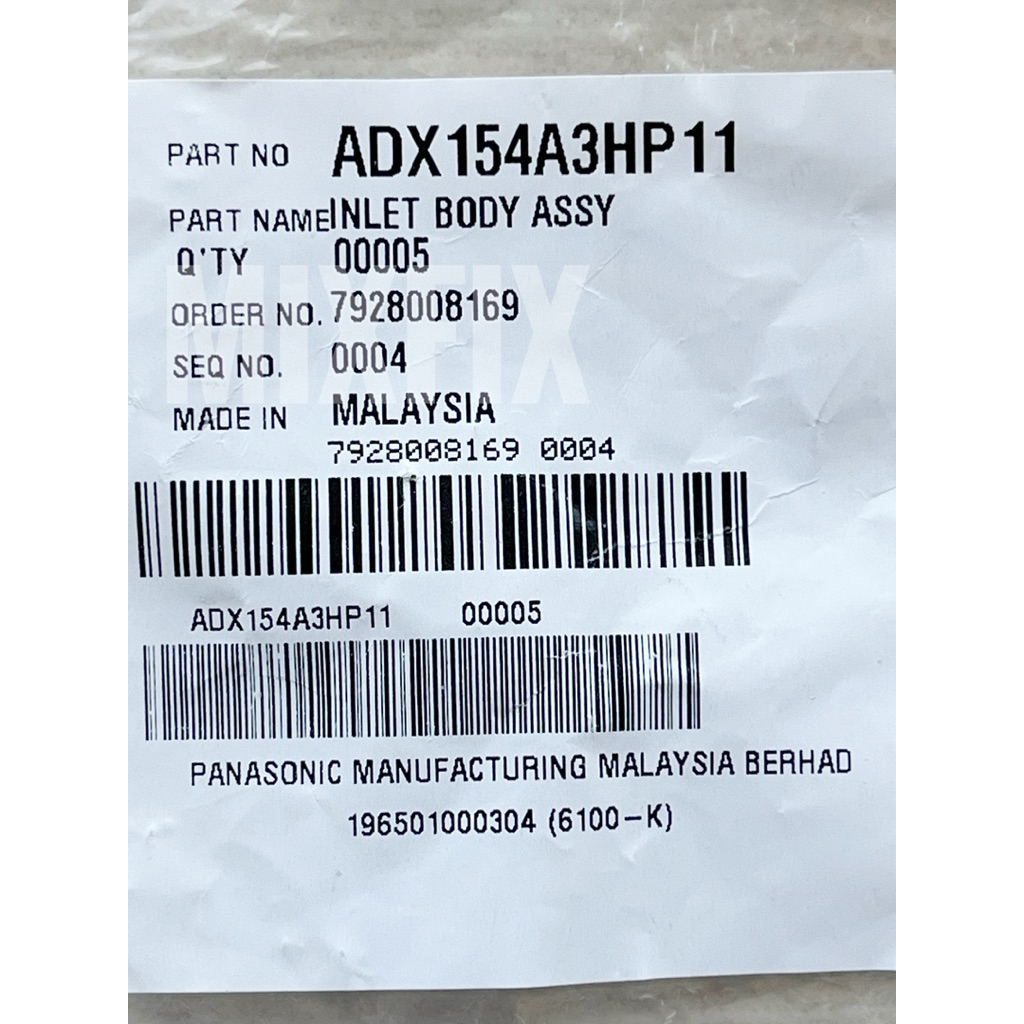 PART NO ADX154A3HP11
PART NAME INLET BODY ASSY
Q'TY 00005
ORDER NO. 7928008169
SEQ NO. 0004
MADE IN MALAYSIA
MiXFIX
7928008169 0004
ADX154A3HP11 00005
PANASONIC MANUFACTURING MALAYSIA BERHAD
196501000304 (6100-K)